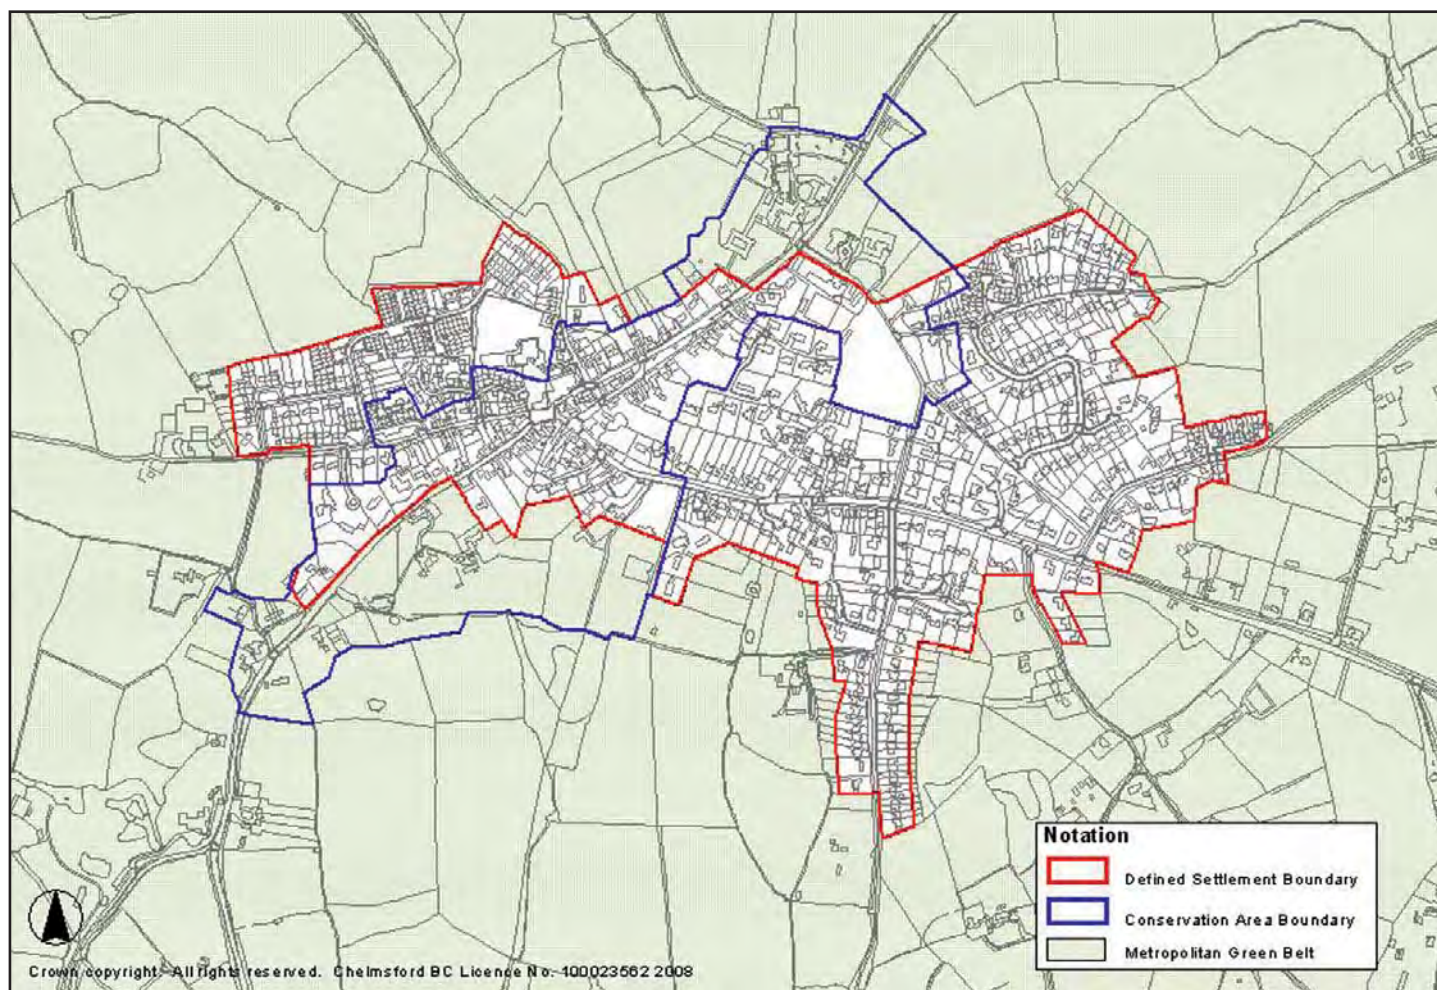 Notation
Defined Settlement Boundary
Conservation Area Boundary
Metropolitan Green Belt
Crown copyright. All rights reserved. Chelmsford BC Licence No. 100023562 2008